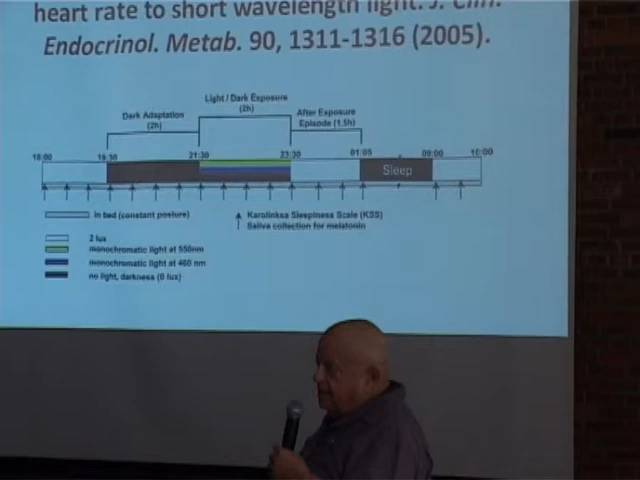 heart rate to short wavelength light. J. Clin.
Endocrinol. Metab. 90, 1311-1316 (2005).
Light / Dark Exposure
(2h)
Dark Adaptation
(2h)
After Exposure
Episode (1,5h)
18:00 19:30 21:30 23:30 01:05 09:00 10:00
Sleep
in bed (constant posture)
Karolinksa Sleepiness Scale (KSS)
Saliva collection for melatonin
2 lux
monochromatic light at 550nm
monochromatic light at 460 nm
no light, darkness (0 lux)